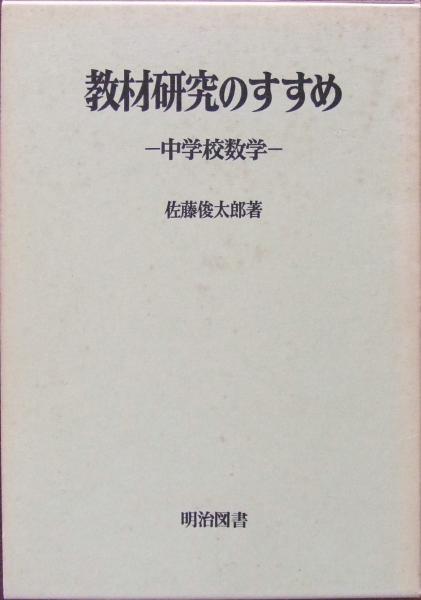 教材研究のすすめ
―中学校数学―
佐藤俊太郎著
明治図書